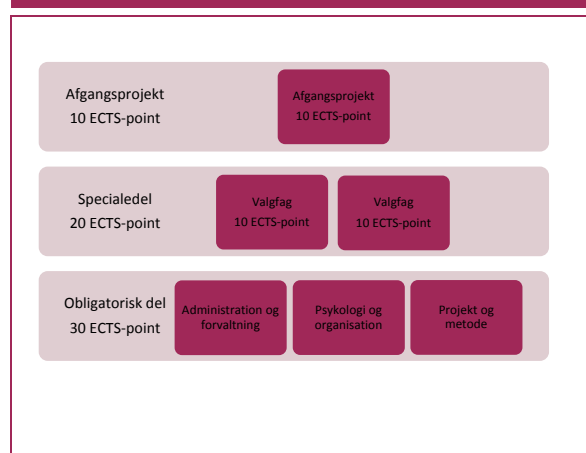 Afgangsprojekt
10 ECTS-point
Afgangsprojekt
10 ECTS-point
Specialedel
20 ECTS-point
Valgfag
10 ECTS-point
Valgfag
10 ECTS-point
Obligatorisk del
30 ECTS-point
Administration og
forvaltning
Psykologi og
organisation
Projekt og
metode